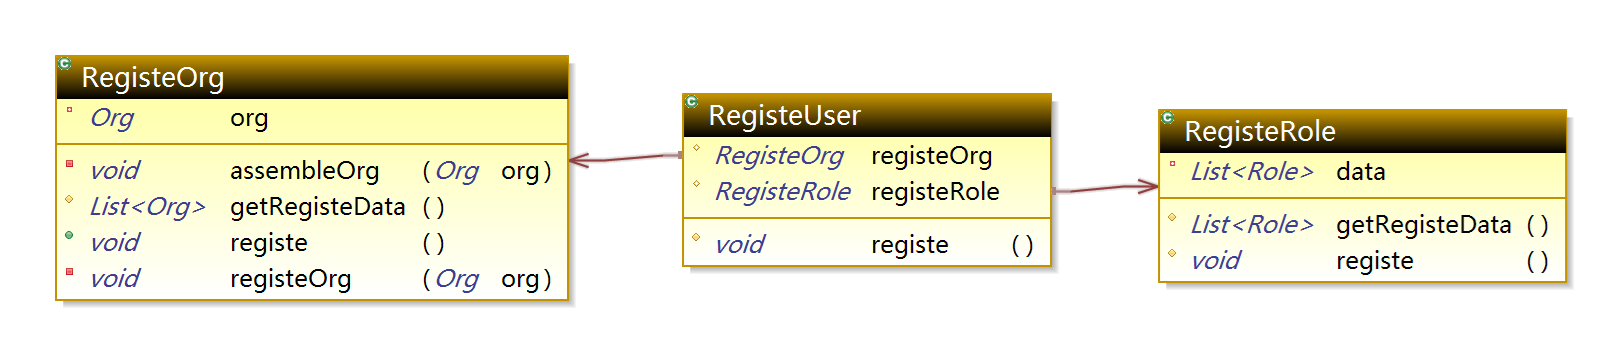 C
RegisteOrg
Org org
void assembleOrg (Org org)
List<Org> getRegisteData ()
void registe ()
void registeOrg (Org org)
C
RegisteUser
RegisteOrg registeOrg
RegisteRole registeRole
void registe ()
C
RegisteRole
List<Role> data
List<Role> getRegisteData ()
void registe ()